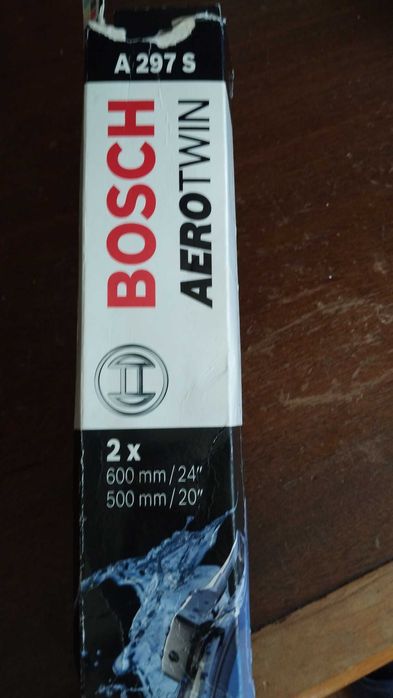 A 297 S
BOSCH
AEROTWIN
2 x
600 mm/24"
500 mm/20"